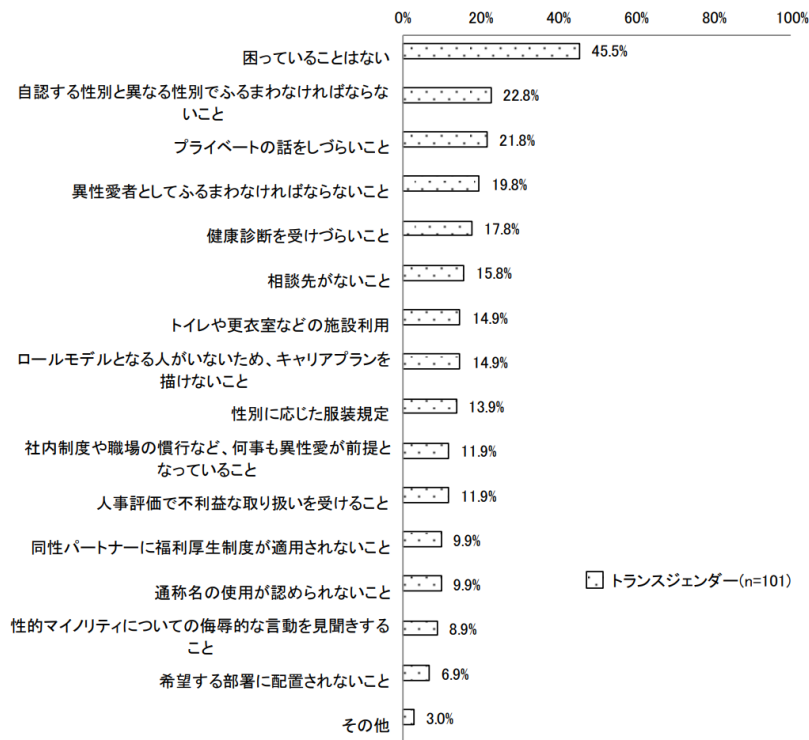 0% 20% 40% 60% 80% 100%
困っていることはない 45.5%
自認する性別と異なる性別でふるまわなければならな
いこと 22.8%
プライベートの話をしづらいこと 21.8%
異性愛者としてふるまわなければならないこと 19.8%
健康診断を受けづらいこと 17.8%
相談先がないこと 15.8%
トイレや更衣室などの施設利用 14.9%
ロールモデルとなる人がいないため、キャリアプランを
描けないこと 14.9%
性別に応じた服装規定 13.9%
社内制度や職場の慣行など、何事も異性愛が前提と
なっていること 11.9%
人事評価で不利益な取り扱いを受けること 11.9%
同性パートナーに福利厚生制度が適用されないこと 9.9%
通称名の使用が認められないこと 9.9%
トランスジェンダー(n=101)
性的マイノリティについての侮辱的な言動を見聞きする
こと 8.9%
希望する部署に配置されないこと 6.9%
その他 3.0%